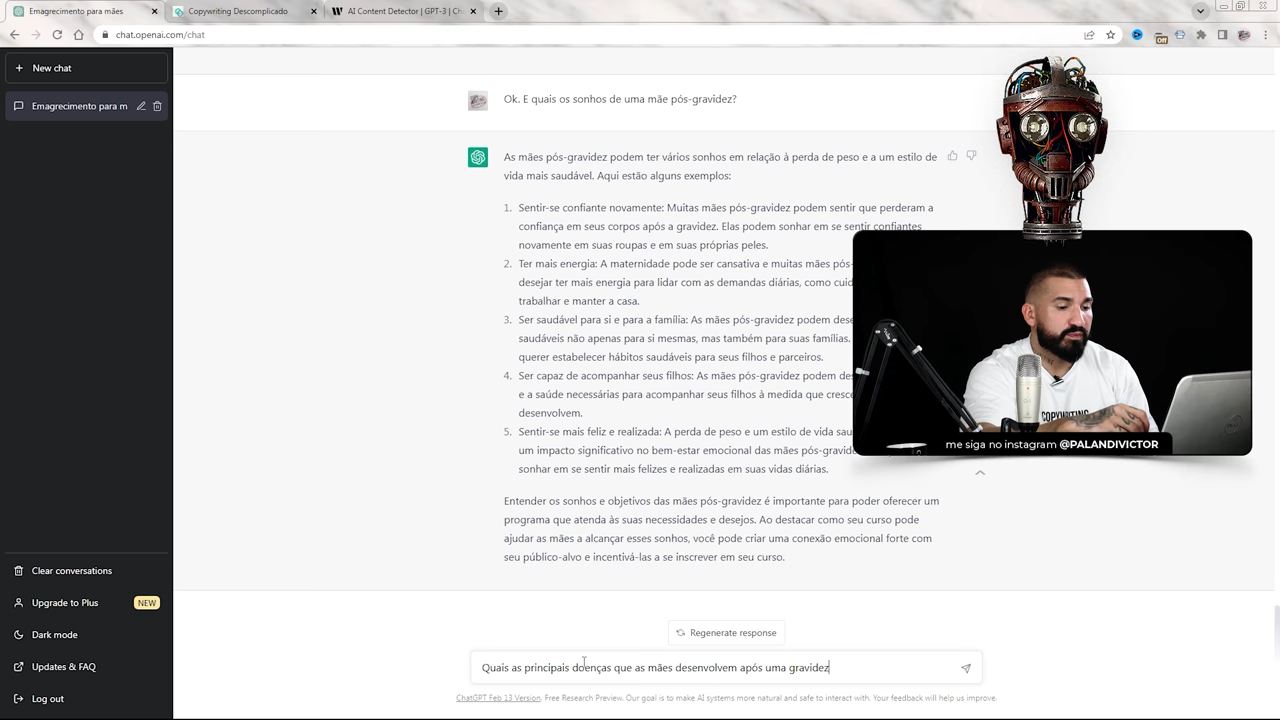 Emagrecimento para mães
Copywriting Descomplicado
AI Content Detector | GPT-3 | Ch
chat.openai.com/chat
Off
New chat
Emagrecimento para m
Ok. E quais os sonhos de uma mãe pós-gravidez?
As mães pós-gravidez podem ter vários sonhos em relação à perda de peso e a um estilo de
vida mais saudável. Aqui estão alguns exemplos:
1. Sentir-se confiante novamente: Muitas mães pós-gravidez podem sentir que perderam a
confiança em seus corpos após a gravidez. Elas podem sonhar em se sentir confiantes
novamente em suas roupas e em suas próprias peles.
2. Ter mais energia: A maternidade pode ser cansativa e muitas mães pós-
desejar ter mais energia para lidar com as demandas diárias, como cuid
trabalhar e manter a casa.
3. Ser saudável para si e para a família: As mães pós-gravidez podem dese
saudáveis não apenas para si mesmas, mas também para suas famílias.
querer estabelecer hábitos saudáveis para seus filhos e parceiros.
4. Ser capaz de acompanhar seus filhos: As mães pós-gravidez podem des
e a saúde necessárias para acompanhar seus filhos à medida que cresce
desenvolvem.
5. Sentir-se mais feliz e realizada: A perda de peso e um estilo de vida sau
um impacto significativo no bem-estar emocional das mães pós-gravide
sonhar em se sentir mais felizes e realizadas em suas vidas diárias.
Entender os sonhos e objetivos das mães pós-gravidez é importante para poder oferecer um
programa que atenda às suas necessidades e desejos. Ao destacar como seu curso pode
ajudar as mães a alcançar esses sonhos, você pode criar uma conexão emocional forte com
seu público-alvo e incentivá-las a se inscrever em seu curso.
COPYWRITING
me siga no instagram @PALANDIVICTOR
Clear conversations
Upgrade to Plus NEW
Dark mode
Updates & FAQ
Log out
Regenerate response
Quais as principais doenças que as mães desenvolvem após uma gravidez
ChatGPT Feb 13 Version. Free Research Preview. Our goal is to make AI systems more natural and safe to interact with. Your feedback will help us improve.